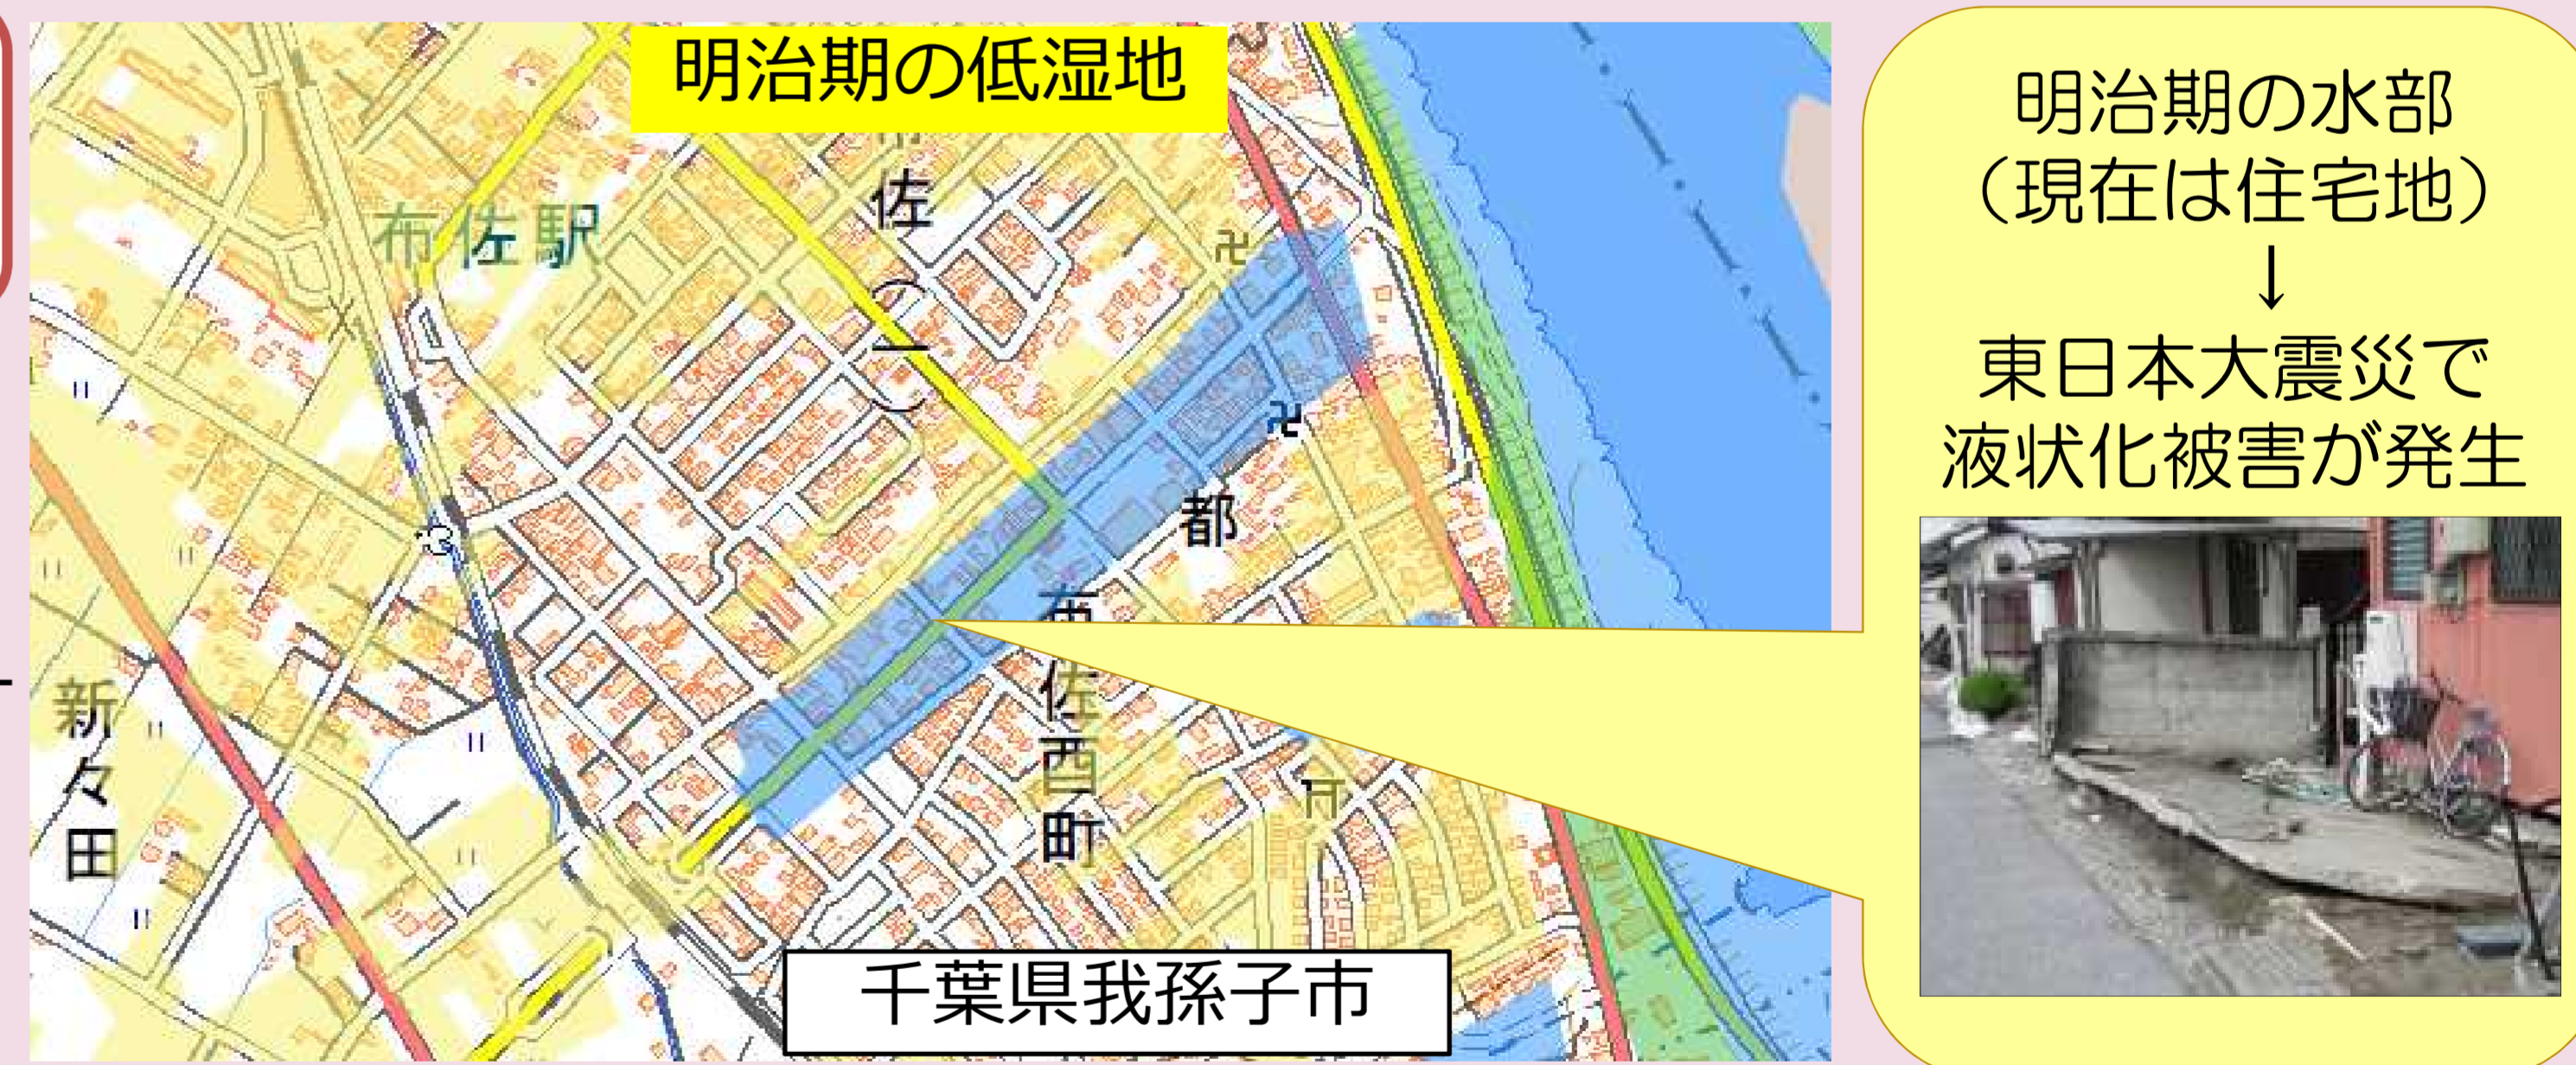 明治期の低湿地
布佐駅
佐(一)
都
布佐酉町
新々田
千葉県我孫子市
明治期の水部
(現在は住宅地)
↓
東日本大震災で
液状化被害が発生